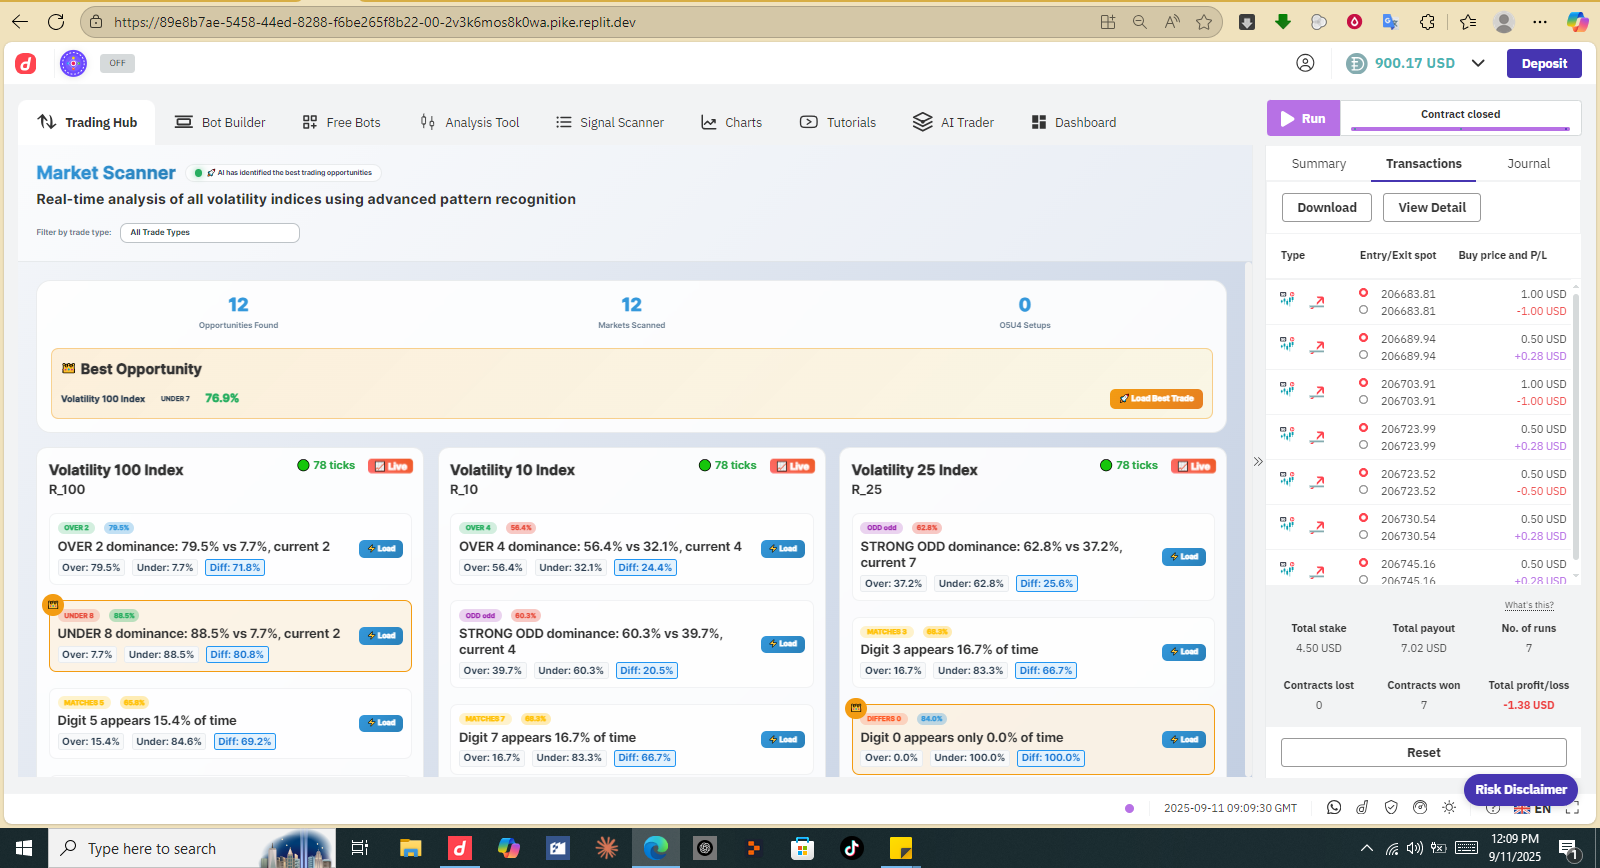 https://89e8b7ae-5458-44ed-8288-f6be265f8b22-00-2v3k6mos8k0wa.pike.replit.dev
OFF
900.17 USD
Deposit
Trading Hub
Bot Builder
Free Bots
Analysis Tool
Signal Scanner
Charts
Tutorials
AI Trader
Dashboard
Run
Contract closed
Market Scanner
AI has identified the best trading opportunities
Real-time analysis of all volatility indices using advanced pattern recognition
Filter by trade type:
All Trade Types
12
Opportunities Found
12
Markets Scanned
0
O5U4 Setups
Best Opportunity
Volatility 100 Index UNDER 7 76.9%
Load Best Trade
Volatility 100 Index
78 ticks
Live
R_100
OVER 2 79.5%
OVER 2 dominance: 79.5% vs 7.7%, current 2
Over: 79.5% Under: 7.7% Diff: 71.8%
Load
UNDER 8 88.5%
UNDER 8 dominance: 88.5% vs 7.7%, current 2
Over: 7.7% Under: 88.5% Diff: 80.8%
Load
MATCHES 5
Digit 5 appears 15.4% of time
Over: 15.4% Under: 84.6% Diff: 69.2%
Load
Volatility 10 Index
78 ticks
Live
R_10
OVER 4 56.4%
OVER 4 dominance: 56.4% vs 32.1%, current 4
Over: 56.4% Under: 32.1% Diff: 24.4%
Load
ODD odd 60.3%
STRONG ODD dominance: 60.3% vs 39.7%,
current 4
Over: 39.7% Under: 60.3% Diff: 20.5%
Load
MATCHES 7
Digit 7 appears 16.7% of time
Over: 16.7% Under: 83.3% Diff: 66.7%
Load
Volatility 25 Index
78 ticks
Live
R_25
ODD odd 62.8%
STRONG ODD dominance: 62.8% vs 37.2%,
current 7
Over: 37.2% Under: 62.8% Diff: 25.6%
Load
MATCHES 3
Digit 3 appears 16.7% of time
Over: 16.7% Under: 83.3% Diff: 66.7%
Load
DIFFERS 0 84.0%
Digit 0 appears only 0.0% of time
Over: 0.0% Under: 100.0% Diff: 100.0%
Load
Summary
Transactions
Journal
Download
View Detail
Type
Entry/Exit spot
Buy price and P/L
206683.81 1.00 USD
206683.81 -1.00 USD
206689.94 0.50 USD
206689.94 +0.28 USD
206703.91 1.00 USD
206703.91 -1.00 USD
206723.99 0.50 USD
206723.99 +0.28 USD
206723.52 0.50 USD
206723.52 -0.50 USD
206730.54 0.50 USD
206730.54 +0.28 USD
206745.16 0.50 USD
206745.16 +0.28 USD
What's this?
Total stake Total payout No. of runs
4.50 USD 7.02 USD 7
Contracts lost Contracts won Total profit/loss
0 7 -1.38 USD
Reset
Risk Disclaimer
2025-09-11 09:09:30 GMT
EN
Type here to search
12:09 PM
9/11/2025
1